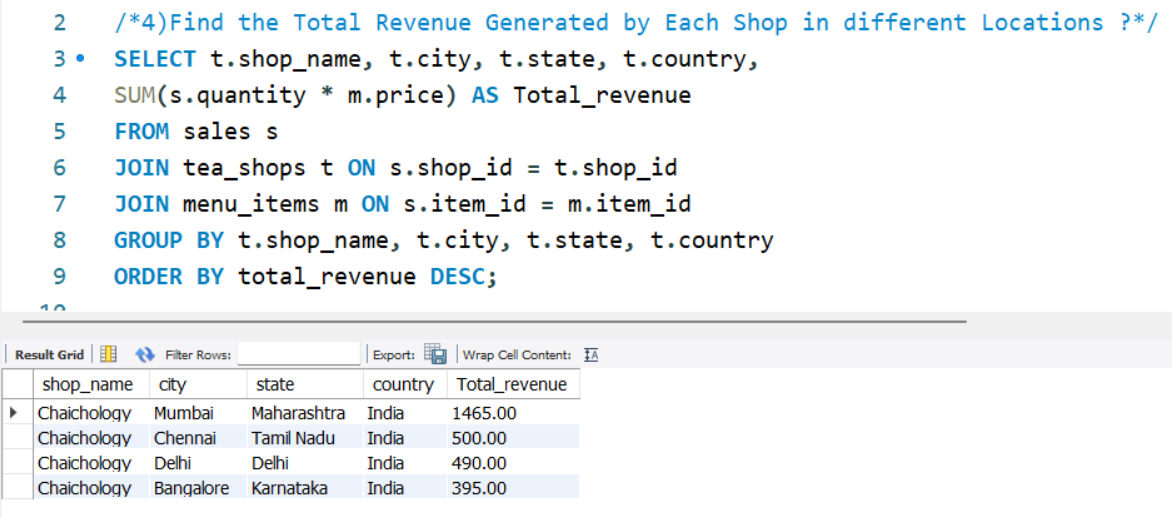 2 /*4)Find the Total Revenue Generated by Each Shop in different Locations ?*/
3 SELECT t.shop_name, t.city, t.state, t.country,
4 SUM(s.quantity * m.price) AS Total_revenue
5 FROM sales s
6 JOIN tea_shops t ON s.shop_id = t.shop_id
7 JOIN menu_items m ON s.item_id = m.item_id
8 GROUP BY t.shop_name, t.city, t.state, t.country
9 ORDER BY total_revenue DESC;
10
Result Grid Filter Rows: Export: Wrap Cell Content: IA
shop_name city state country Total_revenue
Chaichology Mumbai Maharashtra India 1465.00
Chaichology Chennai Tamil Nadu India 500.00
Chaichology Delhi Delhi India 490.00
Chaichology Bangalore Karnataka India 395.00